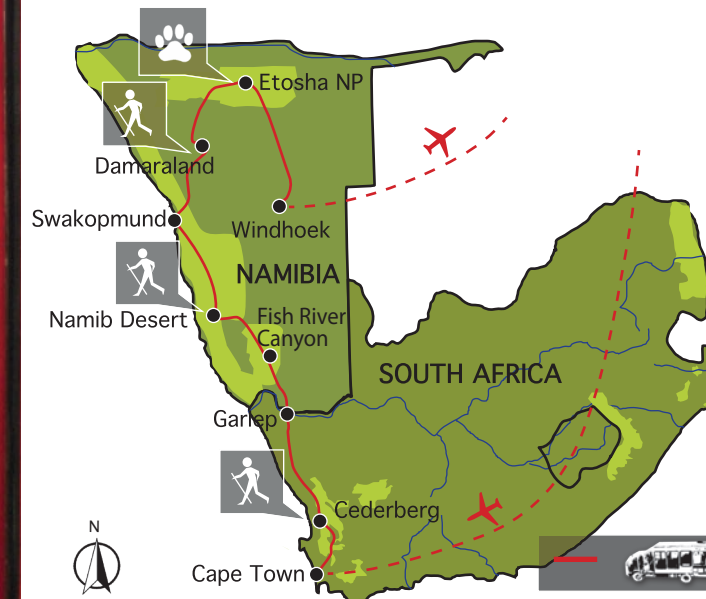 Etosha NP
Damaraland
Swakopmund
Windhoek
NAMIBIA
Namib Desert
Fish River
Canyon
SOUTH AFRICA
Gariep
Cederberg
N
Cape Town